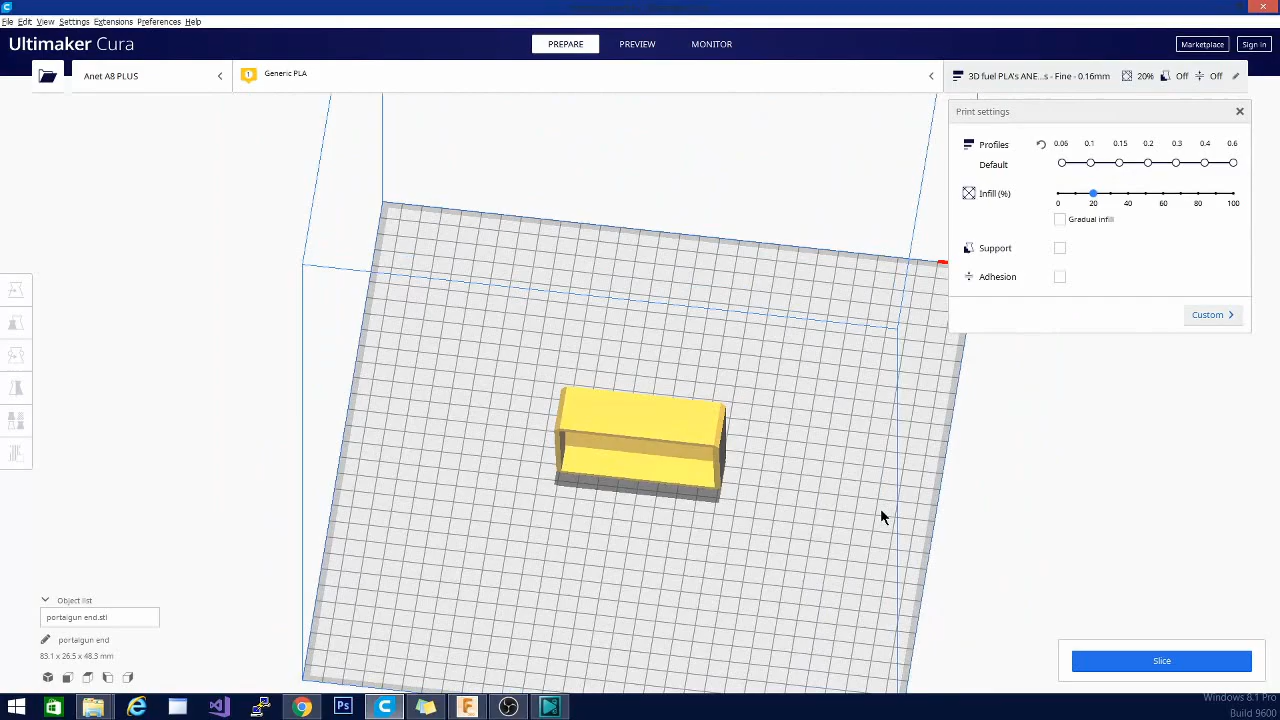 File Edit View Settings Extensions Preferences Help
Ultimaker Cura
PREPARE
PREVIEW
MONITOR
Marketplace
Sign in
Anet A8 PLUS
1
Generic PLA
3D fuel PLA's ANE...s - Fine - 0.16mm
20%
Off
Off
Print settings
Profiles
0.06 0.1 0.15 0.2 0.3 0.4 0.6
Default
Infill (%)
0 20 40 60 80 100
Gradual infill
Support
Adhesion
Custom
Object list
portalgun end.stl
portalgun end
83.1 x 26.5 x 48.3 mm
Slice
Ps
Windows 8.1 Pro
Build 9600